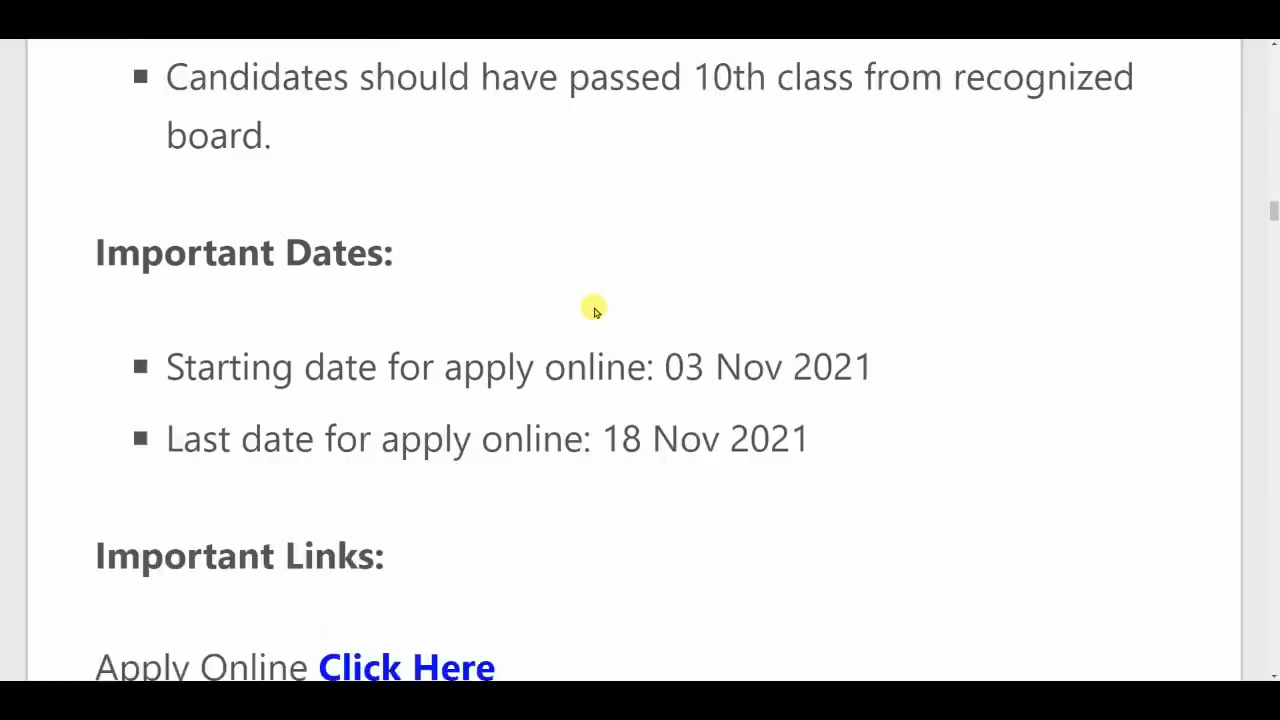 ▪ Candidates should have passed 10th class from recognized
board.
Important Dates:
▪ Starting date for apply online: 03 Nov 2021
▪ Last date for apply online: 18 Nov 2021
Important Links:
Apply Online Click Here